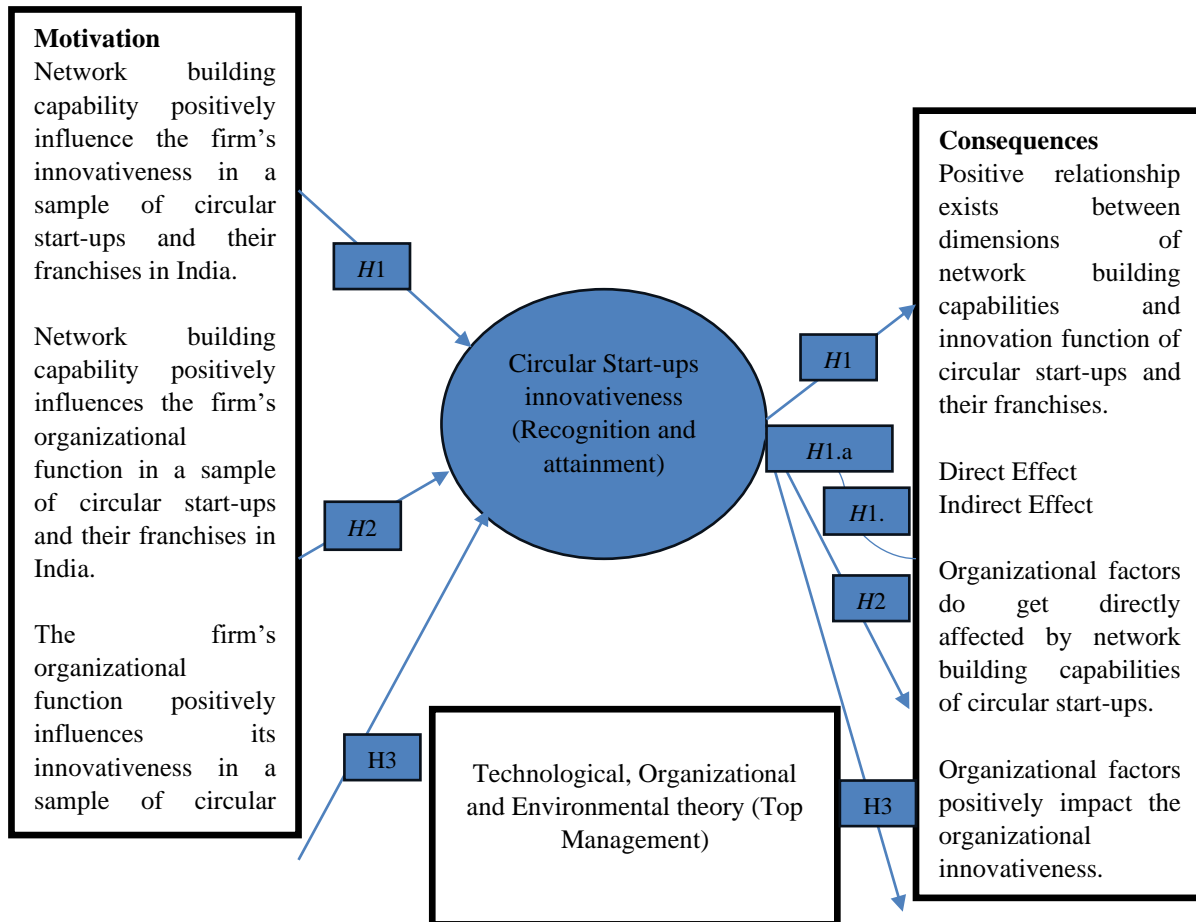 Motivation
Network building
capability positively
influence the firm's
innovativeness in a
sample of circular
start-ups and their
franchises in India.
Network building
capability positively
influences the firm's
organizational
function in a sample
of circular start-ups
and their franchises in
India.
The firm's
organizational
function positively
influences its
innovativeness in a
sample of circular
H1
H2
H3
Circular Start-ups
innovativeness
(Recognition and
attainment)
Technological, Organizational
and Environmental theory (Top
Management)
H1
H1.a
H1.
H2
H3
Consequences
Positive relationship
exists between
dimensions of
network building
capabilities and
innovation function of
circular start-ups and
their franchises.
Direct Effect
Indirect Effect
Organizational factors
do get directly
affected by network
building capabilities
of circular start-ups.
Organizational factors
positively impact the
organizational
innovativeness.